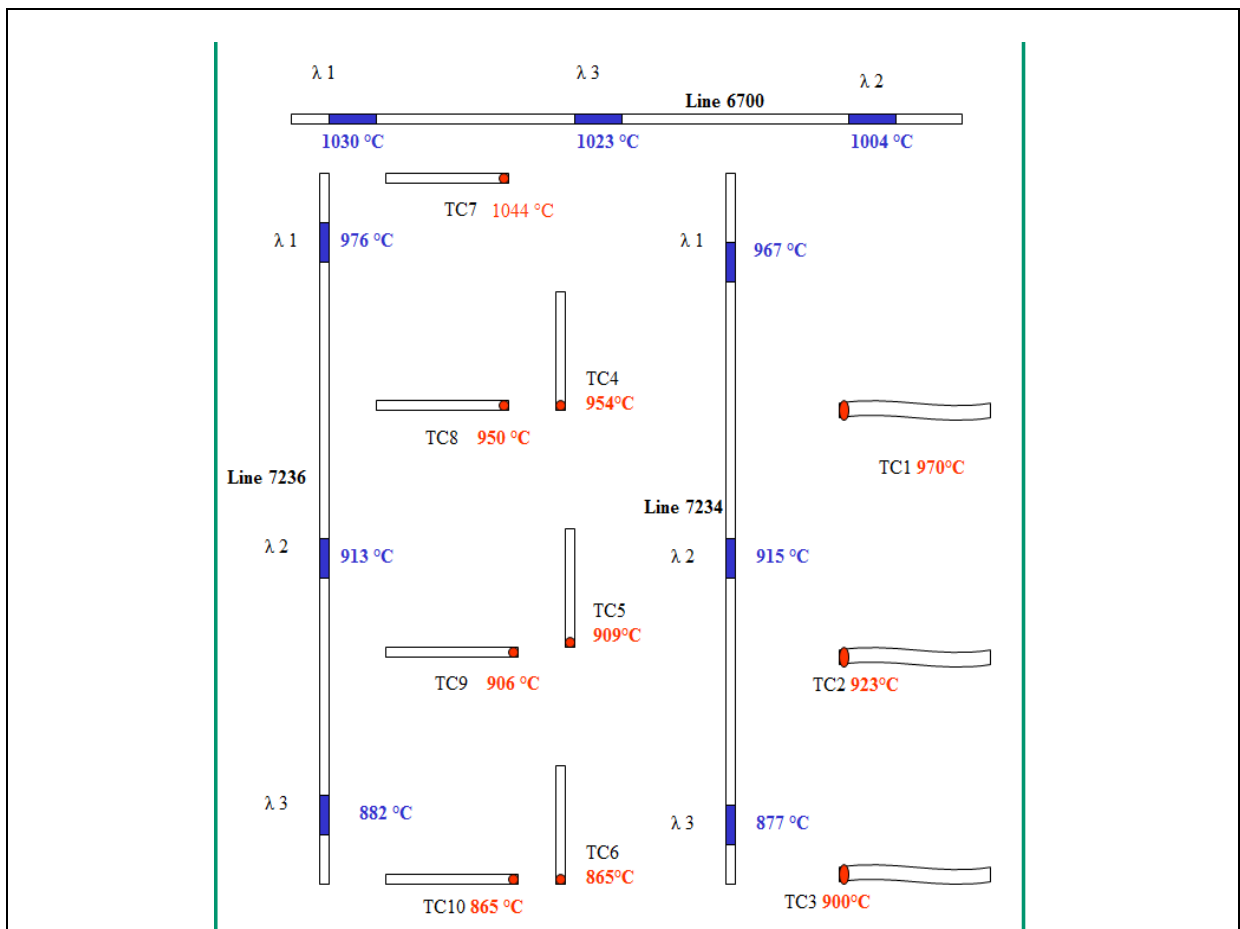 λ 1
λ 3
λ 2
Line 6700
1030 °C
1023 °C
1004 °C
TC7 1044 °C
λ 1
976 °C
λ 1
967 °C
TC4
954°C
TC8 950 °C
TC1 970°C
Line 7236
Line 7234
λ 2
913 °C
λ 2
915 °C
TC5
909°C
TC9 906 °C
TC2 923°C
λ 3
882 °C
λ 3
877 °C
TC6
865°C
TC10 865 °C
TC3 900°C